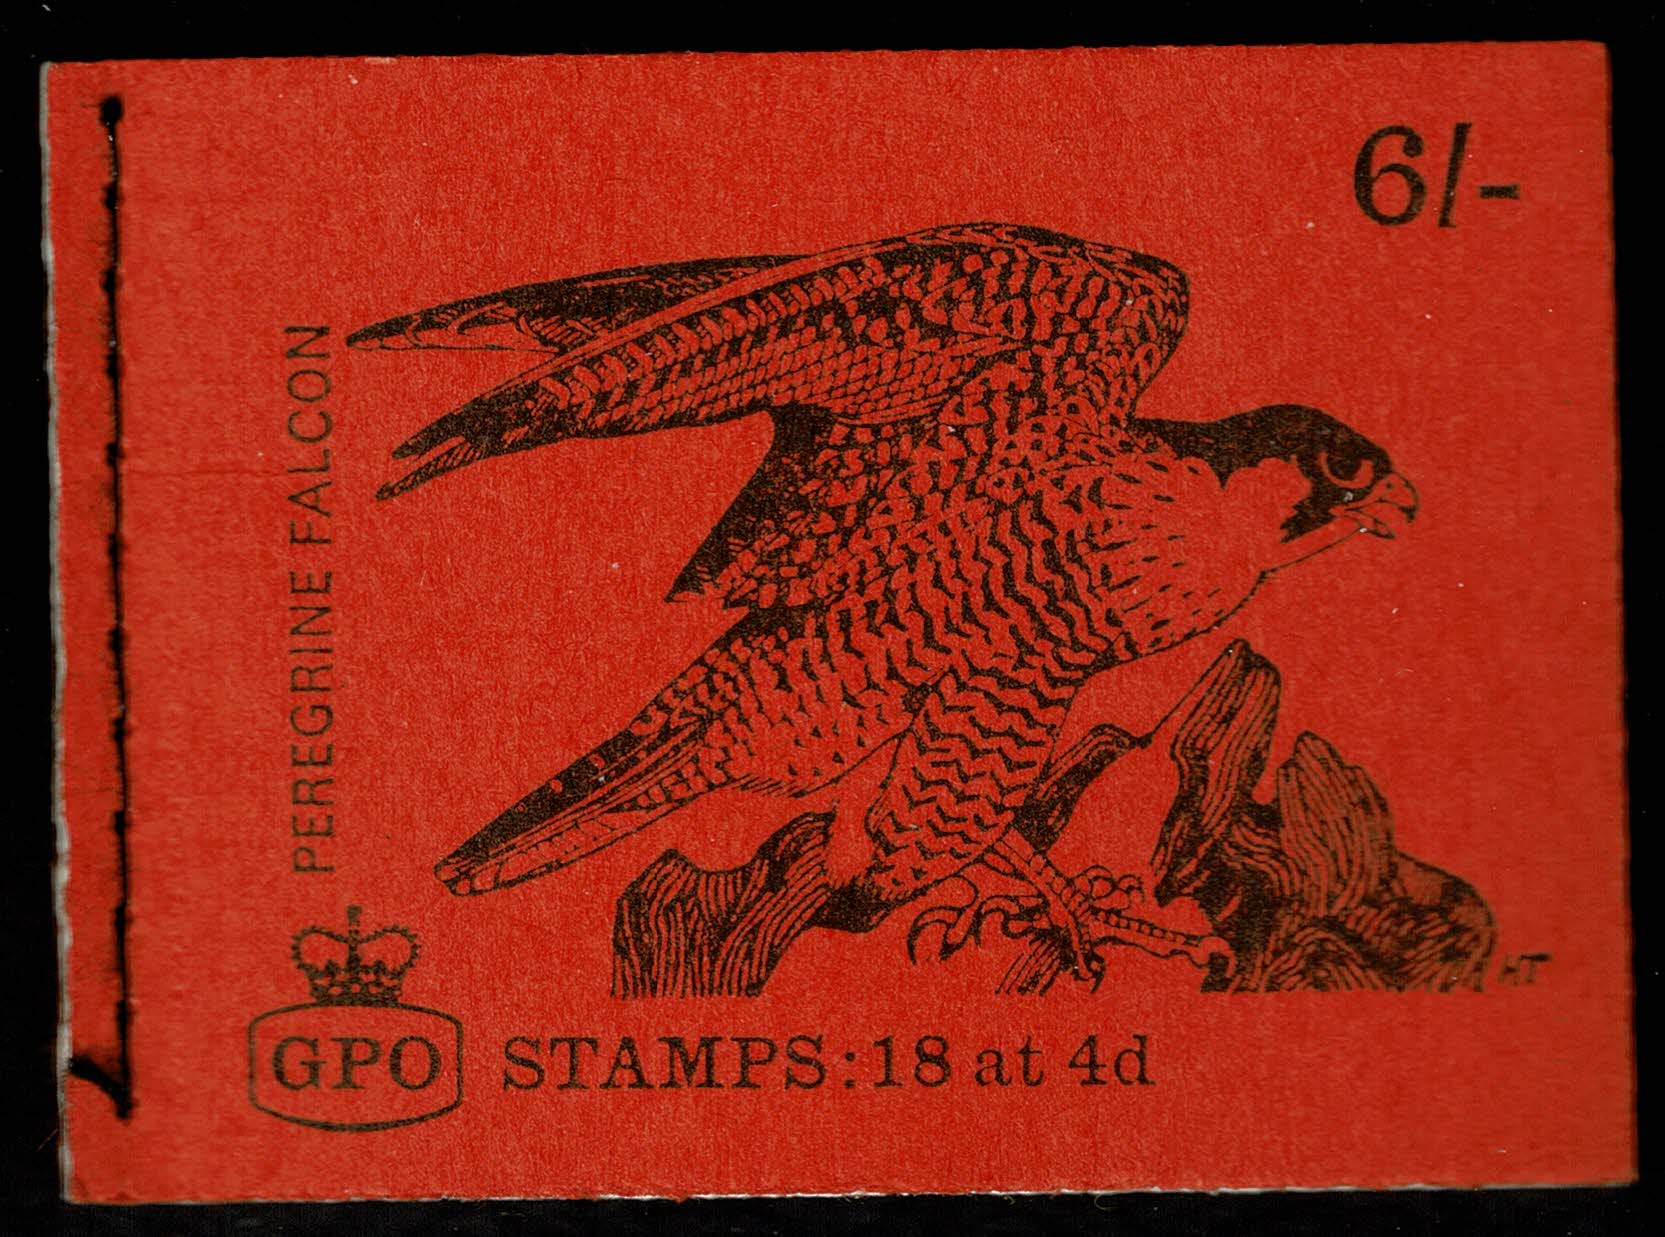 6/-
PEREGRINE FALCON
HT
GPO
STAMPS:18 at 4d